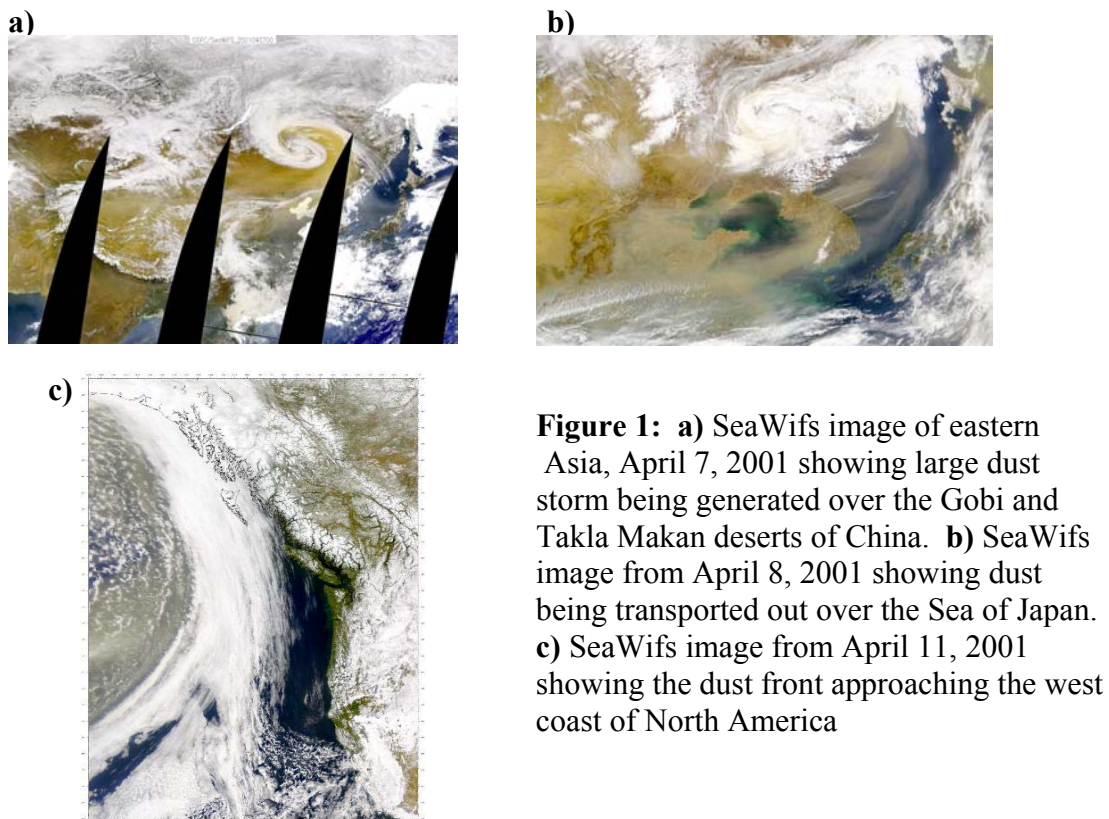 a)
b)
c)
Figure 1: a) SeaWifs image of eastern
Asia, April 7, 2001 showing large dust
storm being generated over the Gobi and
Takla Makan deserts of China. b) SeaWifs
image from April 8, 2001 showing dust
being transported out over the Sea of Japan.
c) SeaWifs image from April 11, 2001
showing the dust front approaching the west
coast of North America